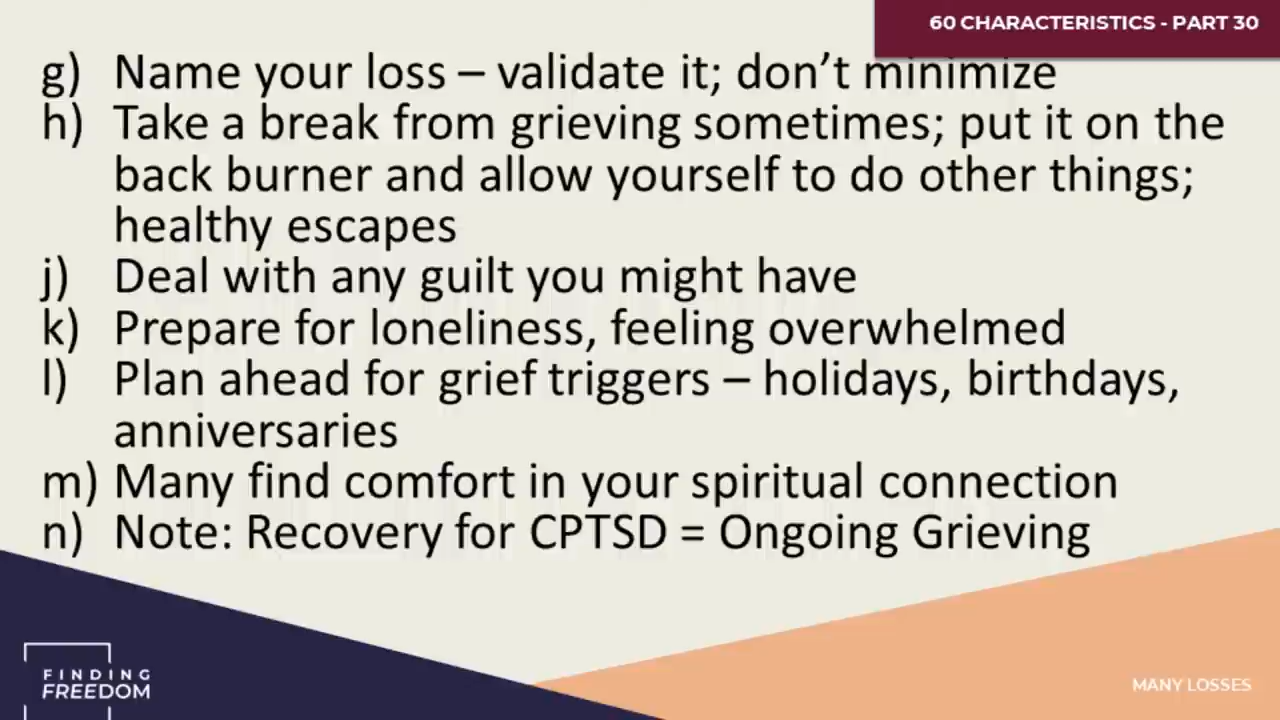 60 CHARACTERISTICS - PART 30
g) Name your loss – validate it; don't minimize
h) Take a break from grieving sometimes; put it on the
back burner and allow yourself to do other things;
healthy escapes
j) Deal with any guilt you might have
k) Prepare for loneliness, feeling overwhelmed
l) Plan ahead for grief triggers – holidays, birthdays,
anniversaries
m) Many find comfort in your spiritual connection
n) Note: Recovery for CPTSD = Ongoing Grieving
FINDING
FREEDOM
MANY LOSSES